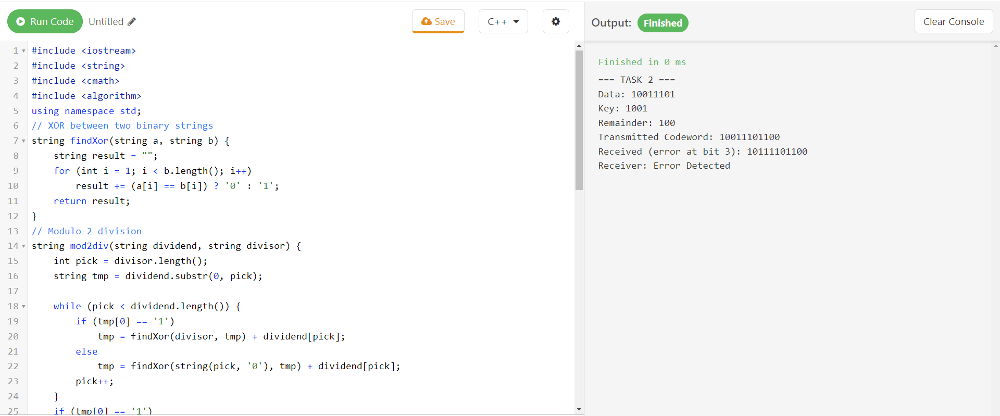 Run Code Untitled Save C++ Output: Finished Clear Console
1 #include <iostream>
2 #include <string>
3 #include <cmath>
4 #include <algorithm>
5 using namespace std;
6 // XOR between two binary strings
7 string findXor(string a, string b) {
8     string result = "";
9     for (int i = 1; i < b.length(); i++)
10         result += (a[i] == b[i]) ? '0' : '1';
11     return result;
12 }
13 // Modulo-2 division
14 string mod2div(string dividend, string divisor) {
15     int pick = divisor.length();
16     string tmp = dividend.substr(0, pick);
17
18     while (pick < dividend.length()) {
19         if (tmp[0] == '1')
20             tmp = findXor(divisor, tmp) + dividend[pick];
21         else
22             tmp = findXor(string(pick, '0'), tmp) + dividend[pick];
23         pick++;
24     }
25     if (tmp[0] == '1')
Finished in 0 ms
=== TASK 2 ===
Data: 10011101
Key: 1001
Remainder: 100
Transmitted Codeword: 10011101100
Received (error at bit 3): 10111101100
Receiver: Error Detected